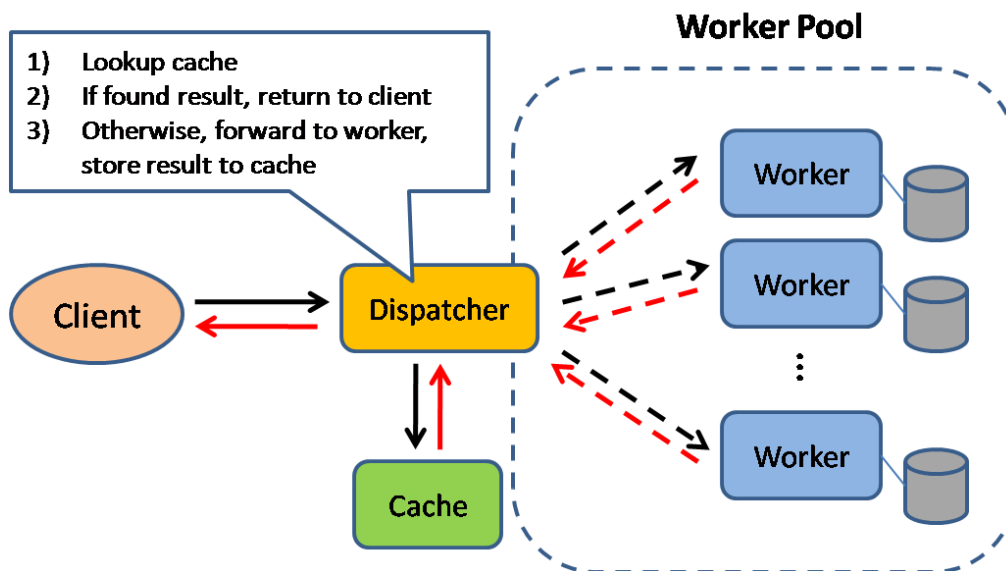 Worker Pool
1) Lookup cache
2) If found result, return to client
3) Otherwise, forward to worker,
store result to cache
Worker
Worker
Client
Dispatcher
...
Worker
Cache